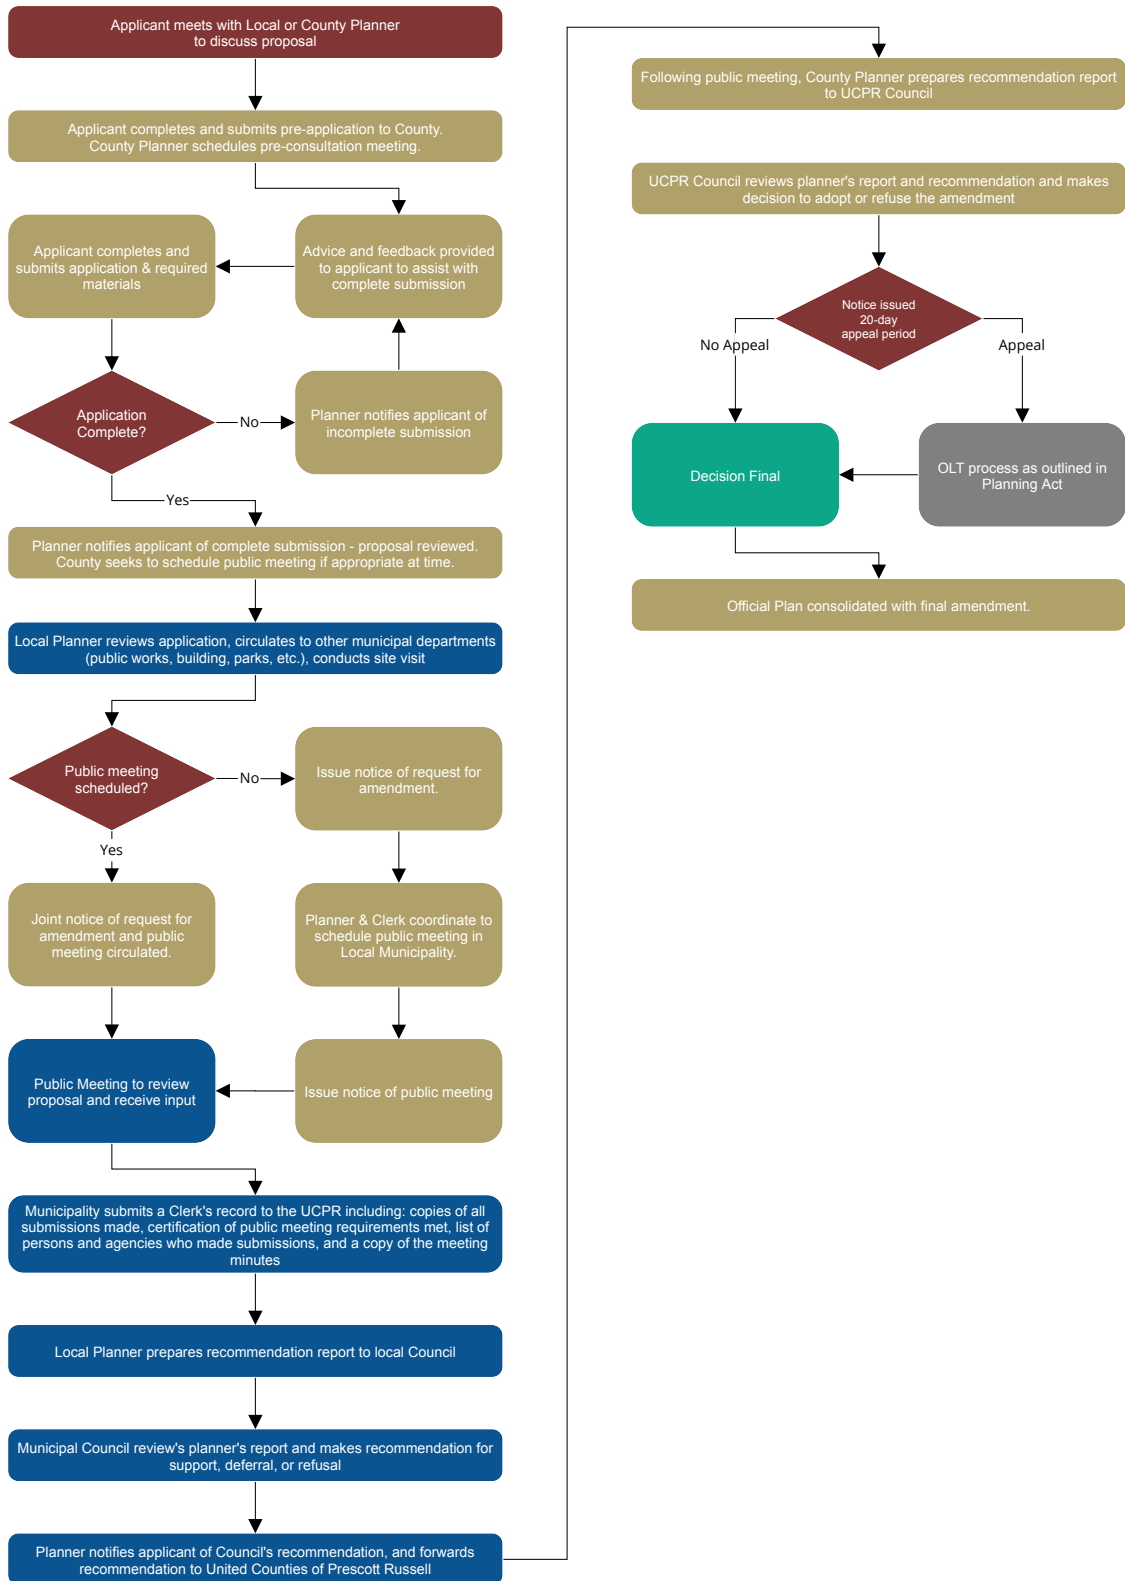 Applicant meets with Local or County Planner
to discuss proposal
Applicant completes and submits pre-application to County.
County Planner schedules pre-consultation meeting.
Applicant completes and
submits application & required
materials
Advice and feedback provided
to applicant to assist with
complete submission
Application
Complete?
No
Planner notifies applicant of
incomplete submission
Yes
Planner notifies applicant of complete submission - proposal reviewed.
County seeks to schedule public meeting if appropriate at time.
Local Planner reviews application, circulates to other municipal departments
(public works, building, parks, etc.), conducts site visit
Public meeting
scheduled?
No
Issue notice of request for
amendment.
Yes
Joint notice of request for
amendment and public
meeting circulated.
Planner & Clerk coordinate to
schedule public meeting in
Local Municipality.
Public Meeting to review
proposal and receive input
Issue notice of public meeting
Municipality submits a Clerk's record to the UCPR including: copies of all
submissions made, certification of public meeting requirements met, list of
persons and agencies who made submissions, and a copy of the meeting
minutes
Local Planner prepares recommendation report to local Council
Municipal Council review's planner's report and makes recommendation for
support, deferral, or refusal
Planner notifies applicant of Council's recommendation, and forwards
recommendation to United Counties of Prescott Russell
Following public meeting, County Planner prepares recommendation report
to UCPR Council
UCPR Council reviews planner's report and recommendation and makes
decision to adopt or refuse the amendment
Notice issued
20-day
appeal period
No Appeal
Appeal
Decision Final
OLT process as outlined in
Planning Act
Official Plan consolidated with final amendment.